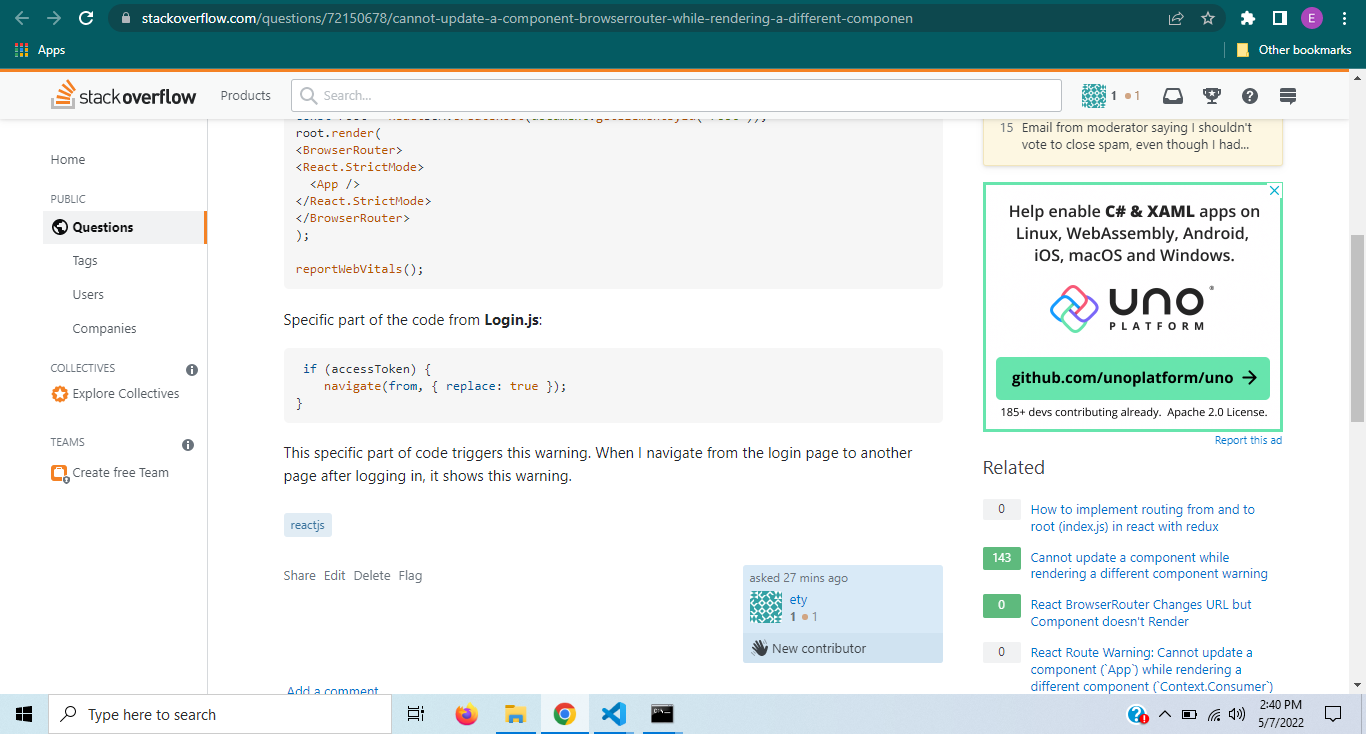 stackoverflow.com/questions/72150678/cannot-update-a-component-browserrouter-while-rendering-a-different-componen
E
Apps
Other bookmarks
stackoverflow
Products
Search...
1 1
Home
PUBLIC
Questions
Tags
Users
Companies
COLLECTIVES
Explore Collectives
TEAMS
Create free Team
root.render(
<BrowserRouter>
<React.StrictMode>
<App />
</React.StrictMode>
</BrowserRouter>
);
reportWebVitals();
Specific part of the code from Login.js:
if (accessToken) {
navigate(from, { replace: true });
}
This specific part of code triggers this warning. When I navigate from the login page to another
page after logging in, it shows this warning.
reactjs
Share Edit Delete Flag
asked 27 mins ago
ety
1 1
New contributor
Add a comment
15 Email from moderator saying I shouldn't
vote to close spam, even though I had...
Help enable C# & XAML apps on
Linux, WebAssembly, Android,
iOS, macOS and Windows.
uno
PLATFORM
github.com/unoplatform/uno →
185+ devs contributing already. Apache 2.0 License.
Report this ad
Related
0 How to implement routing from and to
root (index.js) in react with redux
143 Cannot update a component while
rendering a different component warning
0 React BrowserRouter Changes URL but
Component doesn't Render
0 React Route Warning: Cannot update a
component (`App`) while rendering a
different component (`Context.Consumer`)
Type here to search
2:40 PM
5/7/2022